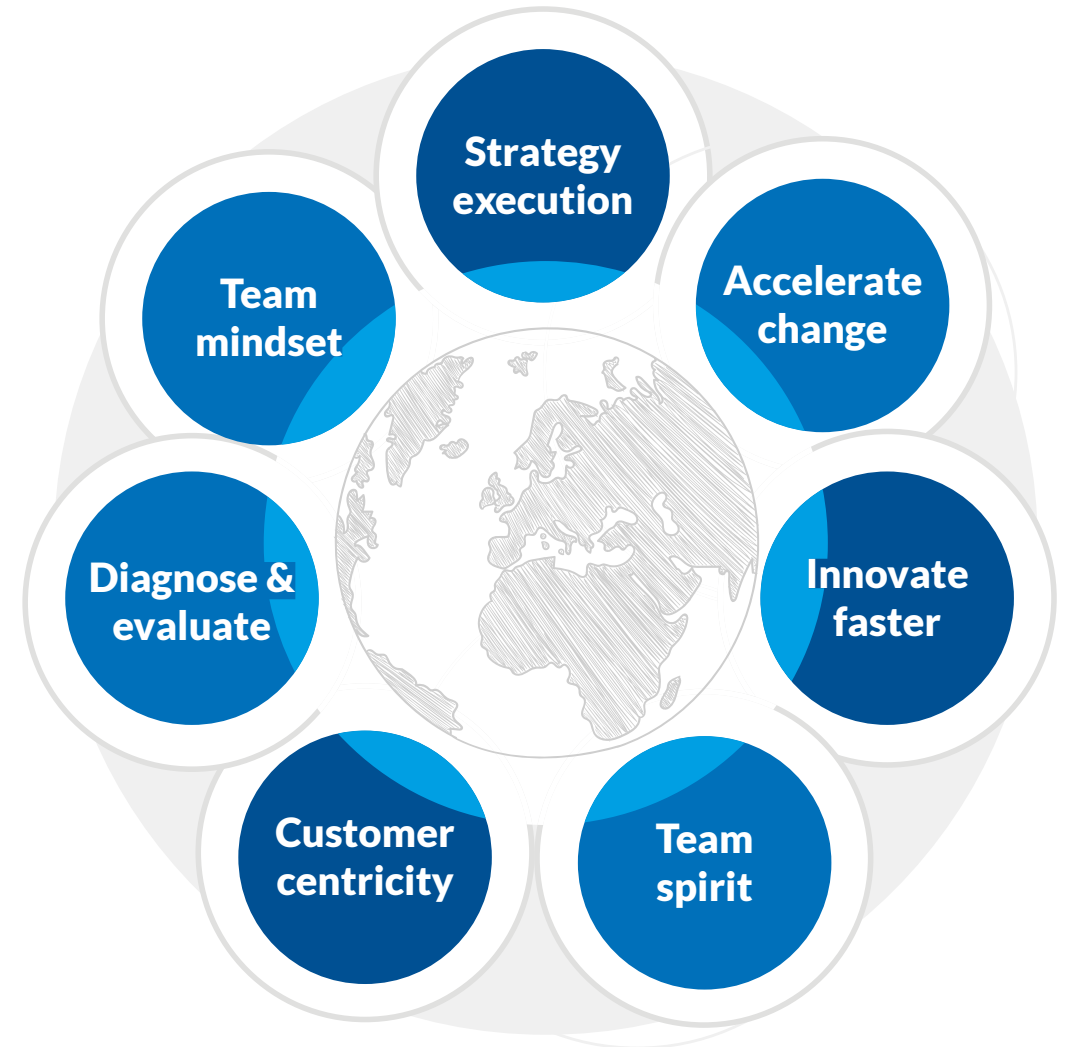 Strategy
execution
Accelerate
change
Innovate
faster
Team
spirit
Customer
centricity
Diagnose &
evaluate
Team
mindset